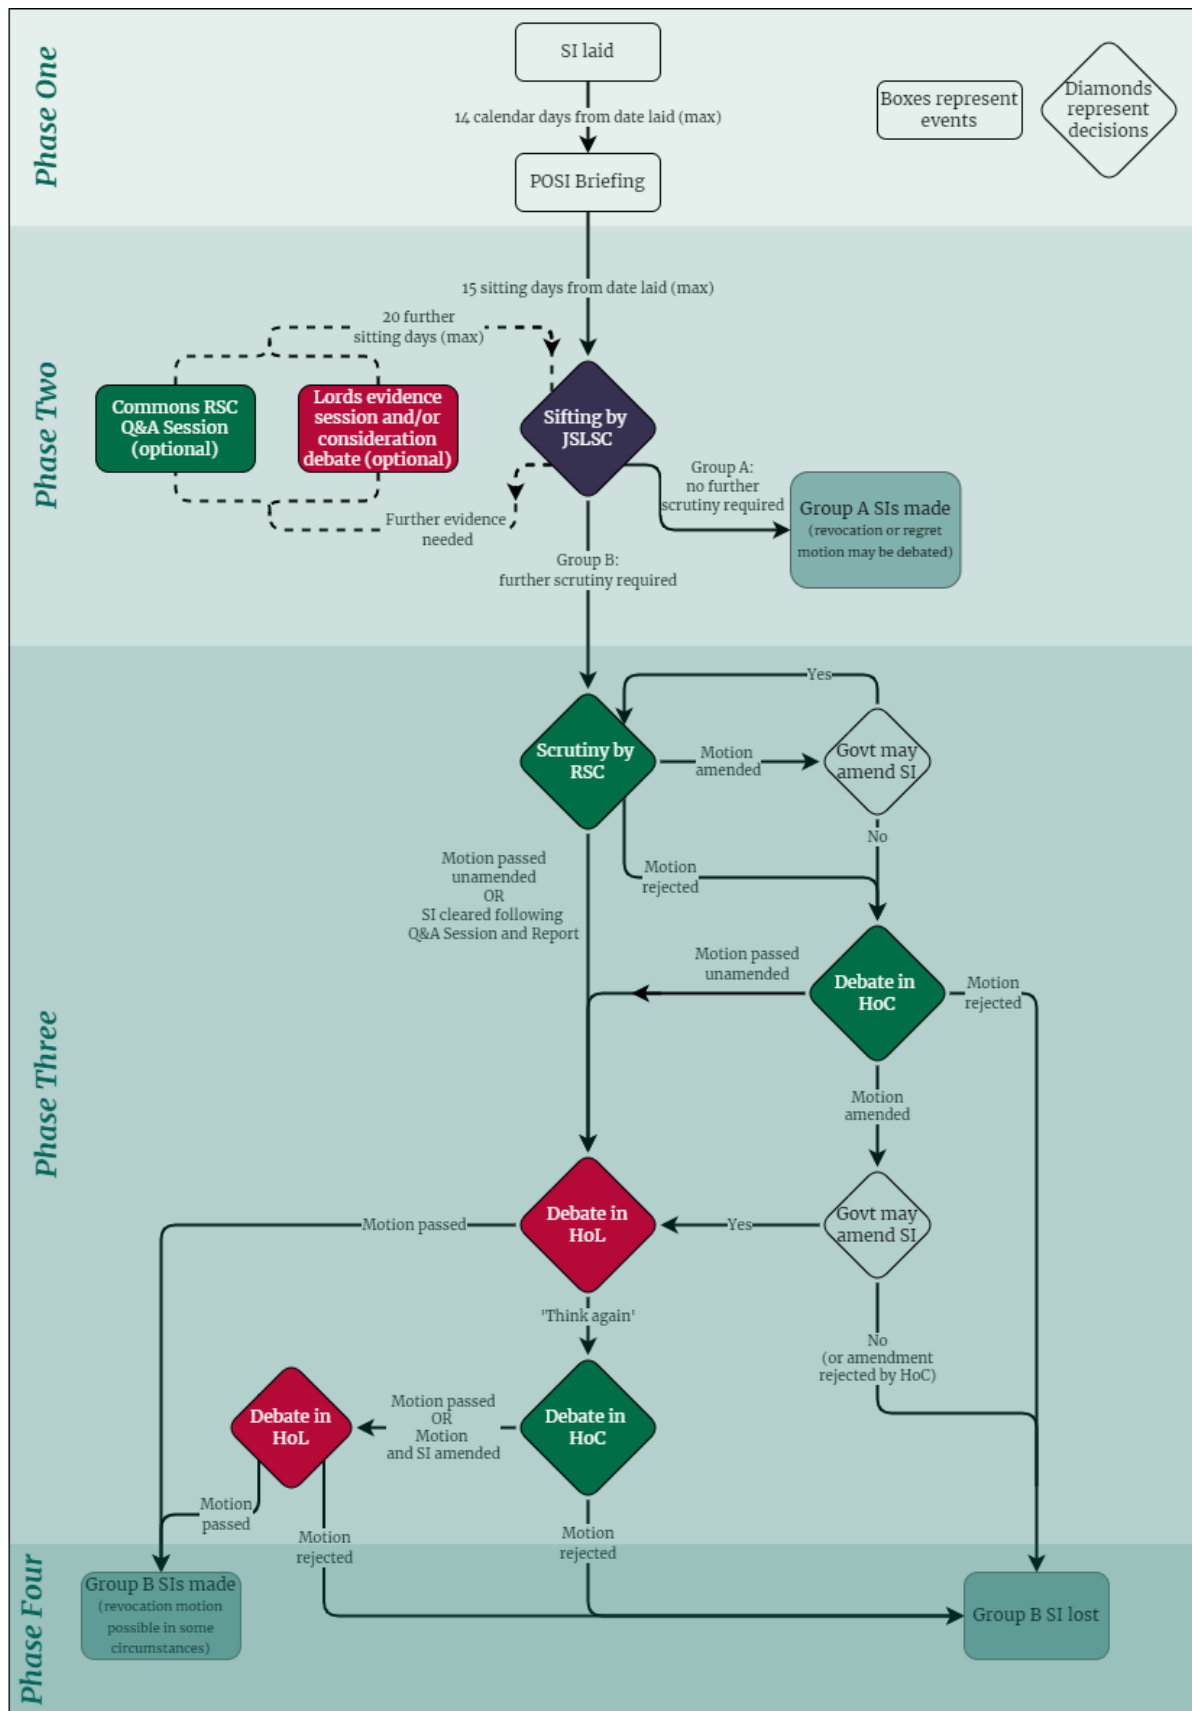 Phase One
SI laid
14 calendar days from date laid (max)
POSI Briefing
Boxes represent
events
Diamonds
represent
decisions
Phase Two
15 sitting days from date laid (max)
20 further
sitting days (max)
Commons RSC
Q&A Session
(optional)
Lords evidence
session and/or
consideration
debate (optional)
Sifting by
JSLSC
Further evidence
needed
Group A:
no further
scrutiny required
Group A SIs made
(revocation or regret
motion may be debated)
Group B:
further scrutiny required
Phase Three
Yes
Scrutiny by
RSC
Motion
amended
Govt may
amend SI
No
Motion
rejected
Motion passed
unamended
OR
SI cleared following
Q&A Session and Report
Motion passed
unamended
Debate in
HoC
Motion
rejected
Motion
amended
Motion passed
Debate in
HoL
Yes
Govt may
amend SI
'Think again'
No
(or amendment
rejected by HoC)
Debate in
HoL
Motion passed
OR
Motion
and SI amended
Debate in
HoC
Motion
passed
Motion
rejected
Motion
rejected
Phase Four
Group B SIs made
(revocation motion
possible in some
circumstances)
Group B SI lost